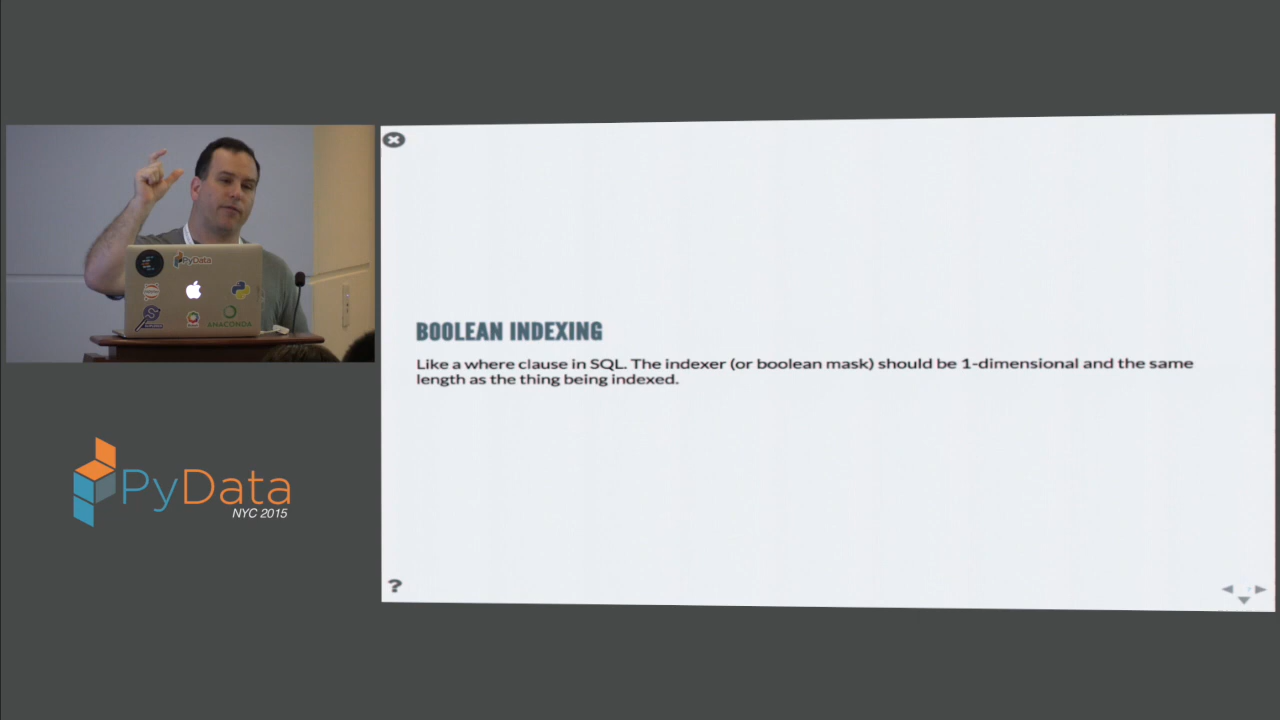 BOOLEAN INDEXING
Like a where clause in SQL. The indexer (or boolean mask) should be 1-dimensional and the same
length as the thing being indexed.
?
PyData
ANACONDA
PyData
NYC 2015